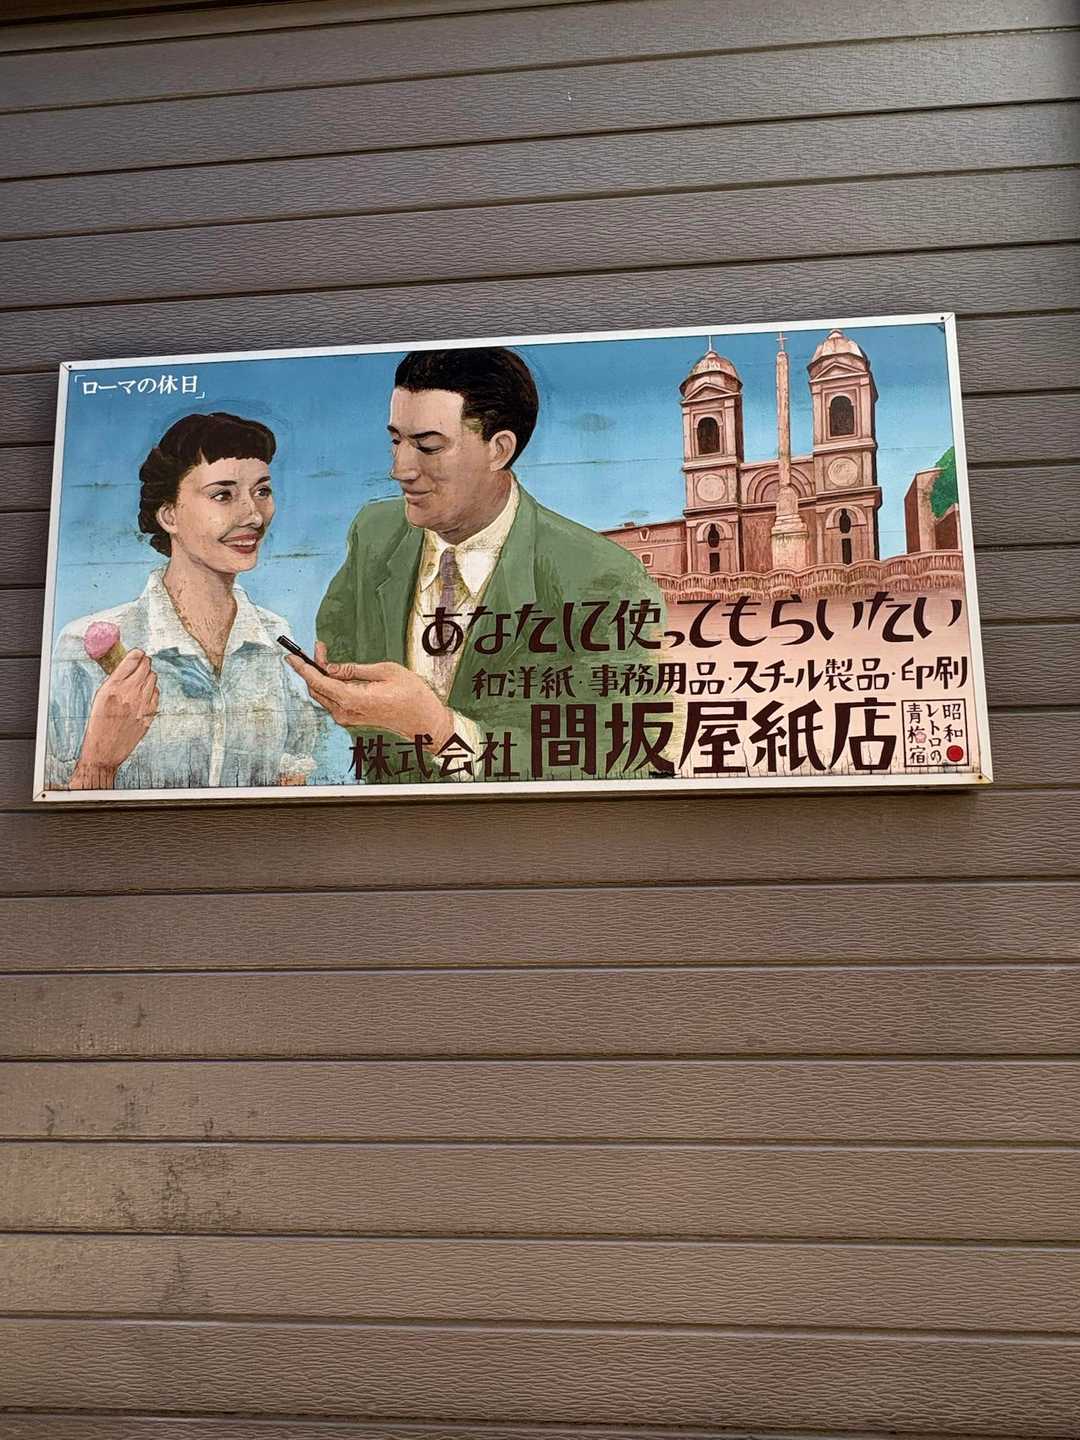 「ローマの休日」
あなたに使ってもらいたい
和洋紙・事務用品・スチール製品・印刷
株式会社 間坂屋紙店
昭和
レトロの
青梅宿